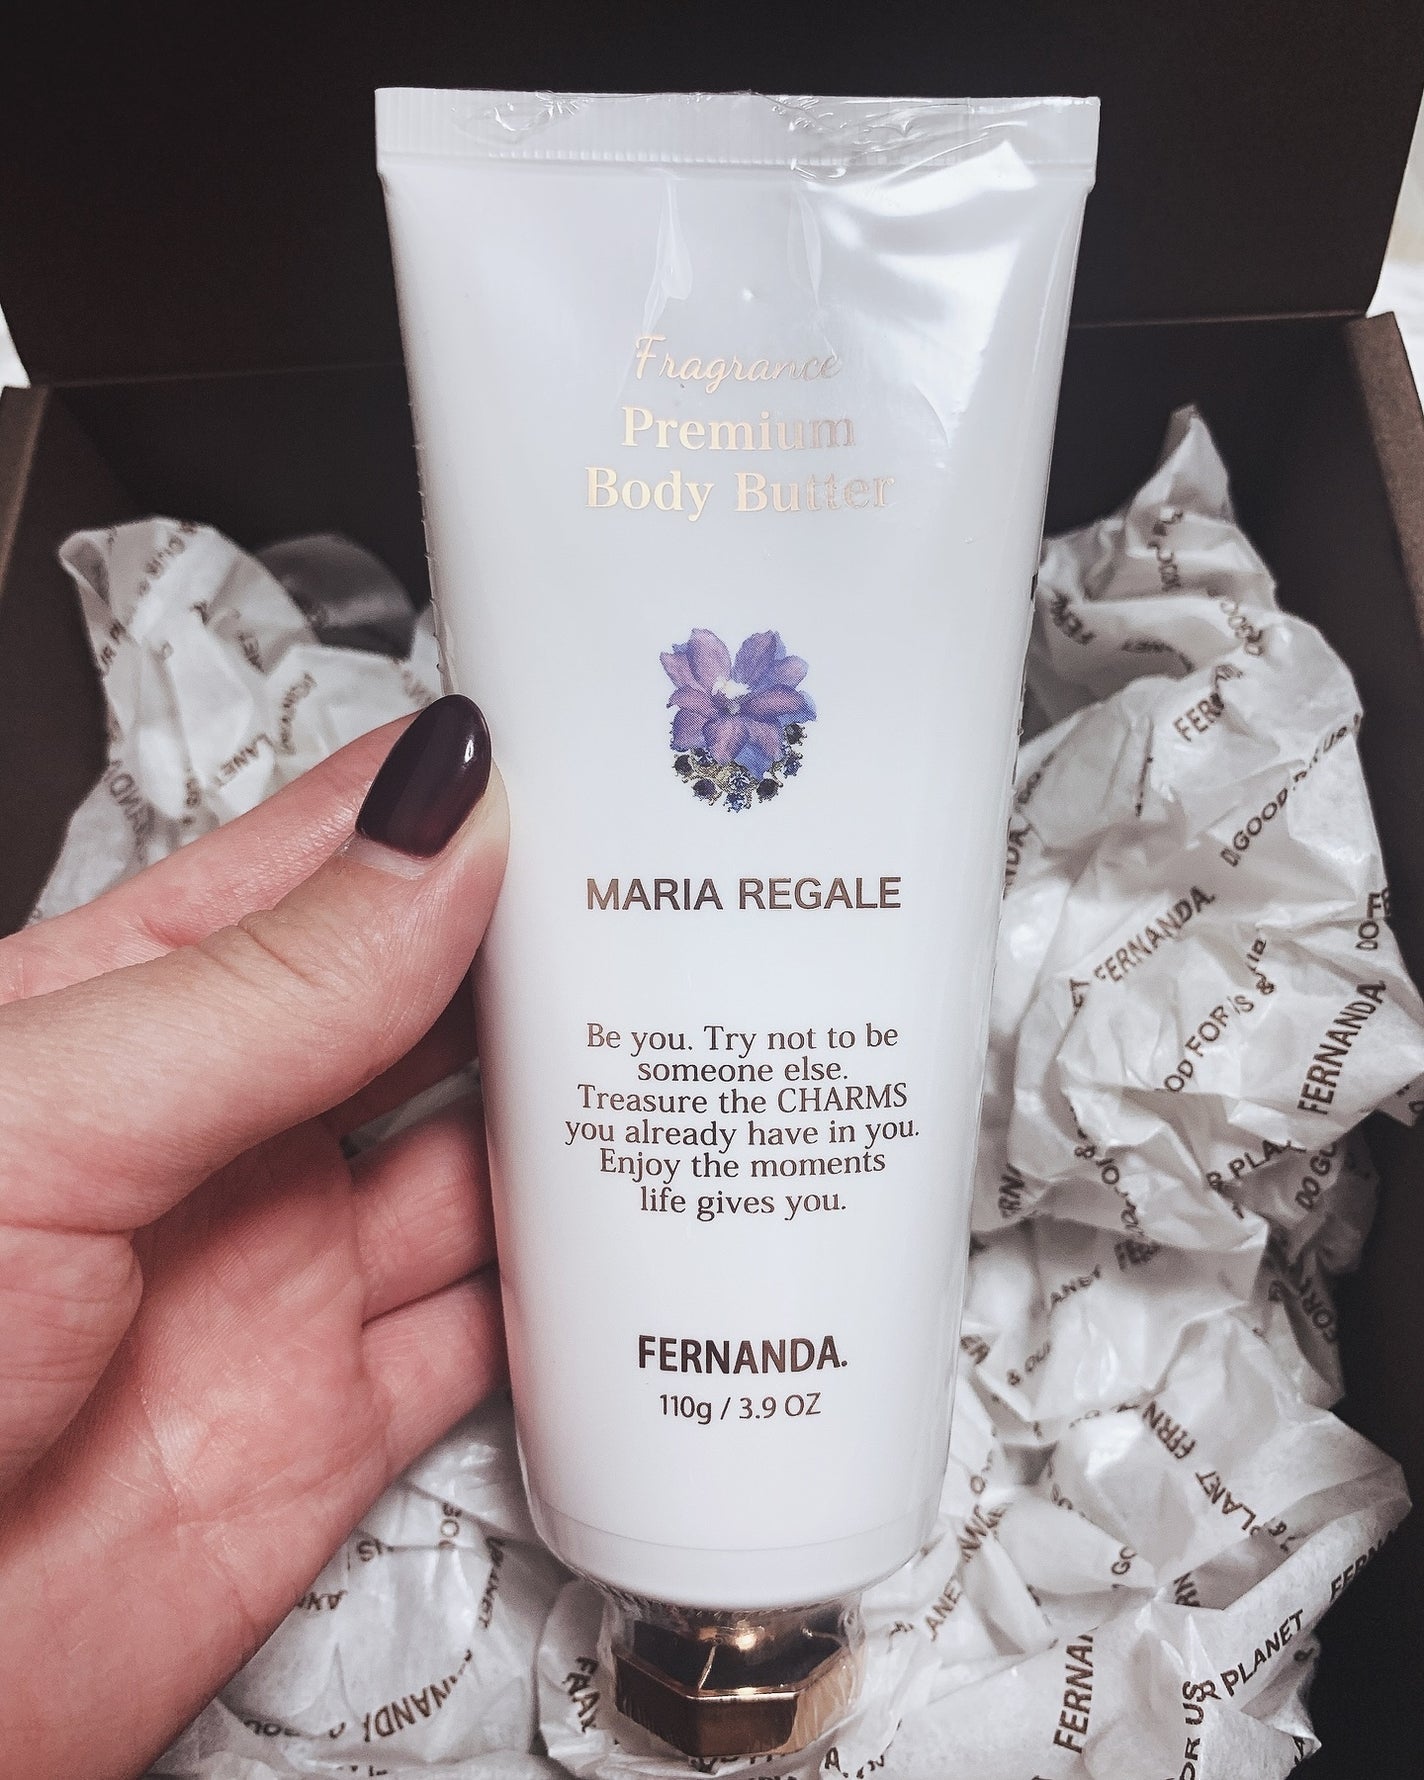 Fragrance
Premium
Body Butter
MARIA REGALE
Be you. Try not to be
someone else.
Treasure the CHARMS
you already have in you.
Enjoy the moments
life gives you.
FERNANDA.
110g / 3.9 OZ
FERNANDA.
FERNANDA.
PLANET